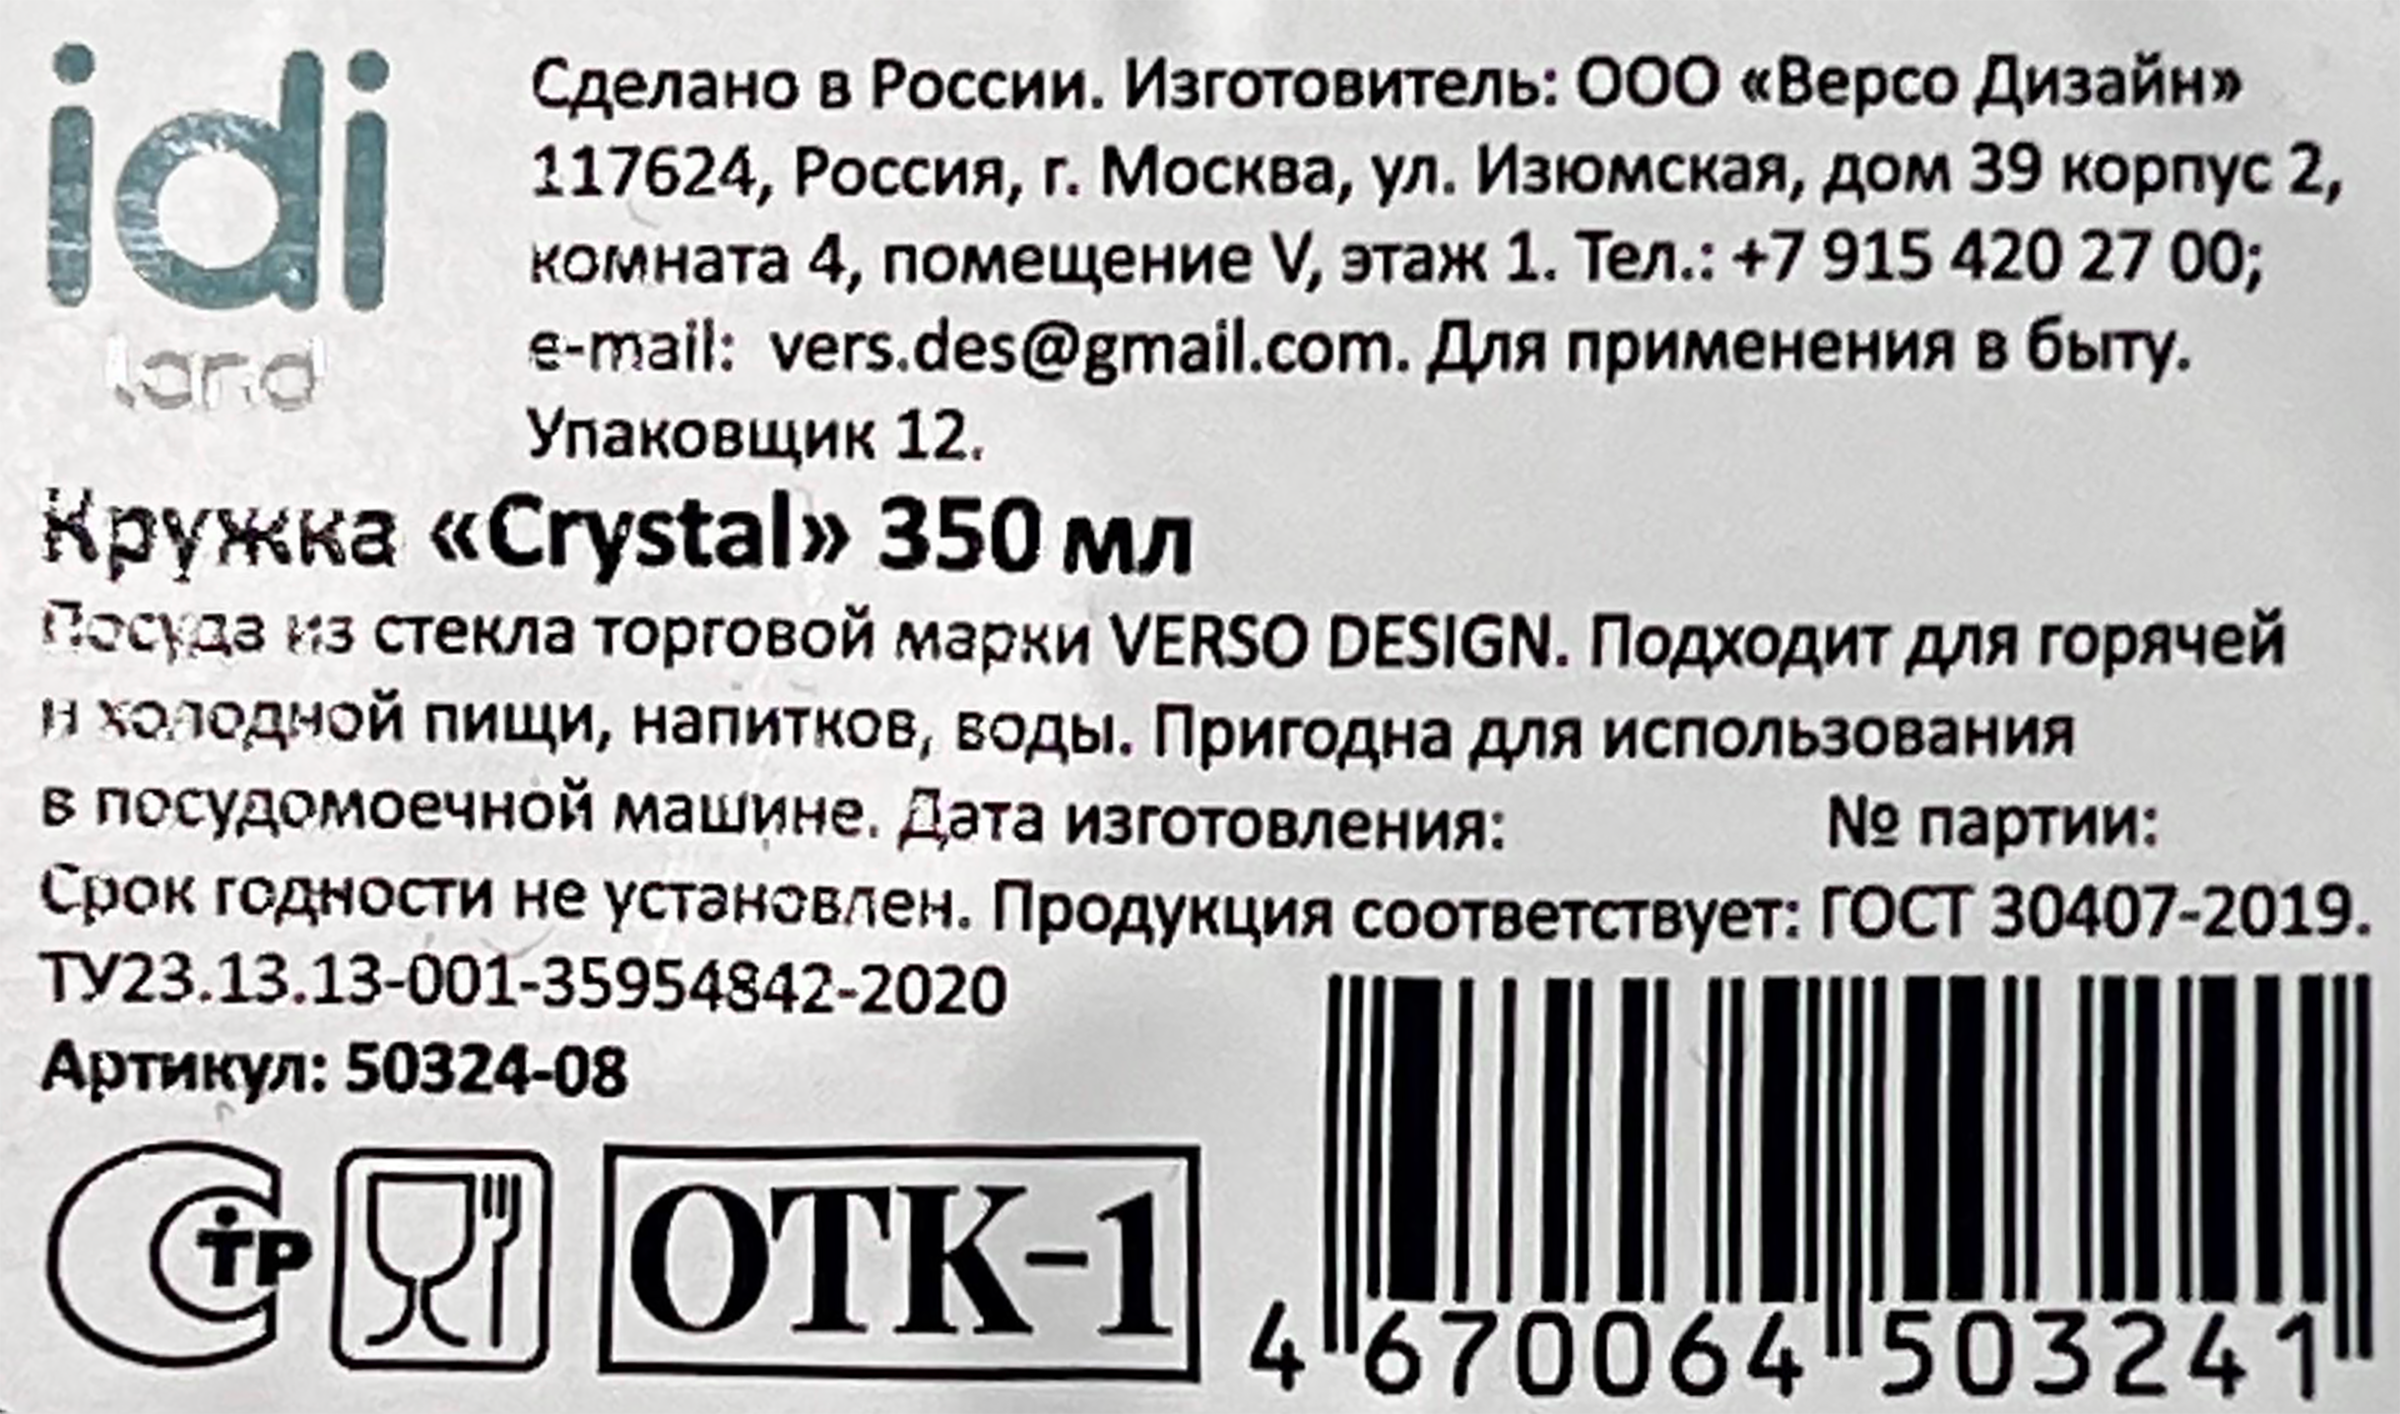 idi
land
Сделано в России. Изготовитель: ООО «Версо Дизайн»
117624, Россия, г. Москва, ул. Изюмская, дом 39 корпус 2,
комната 4, помещение V, этаж 1. Тел.: +7 915 420 27 00;
e-mail: vers.des@gmail.com. Для применения в быту.
Упаковщик 12.
Кружка «Crystal» 350 мл
Посуда из стекла торговой марки VERSO DESIGN. Подходит для горячей
и холодной пищи, напитков, воды. Пригодна для использования
в посудомоечной машине. Дата изготовления: № партии:
Срок годности не установлен. Продукция соответствует: ГОСТ 30407-2019.
ТУ23.13.13-001-35954842-2020
Артикул: 50324-08
СТР
ОТК-1
4 670064 503241